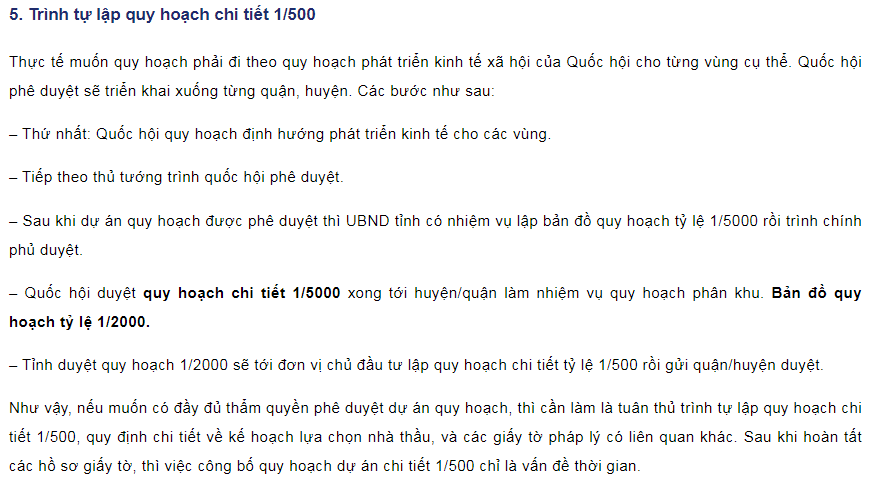 5. Trình tự lập quy hoạch chi tiết 1/500
Thực tế muốn quy hoạch phải đi theo quy hoạch phát triển kinh tế xã hội của Quốc hội cho từng vùng cụ thể. Quốc hội
phê duyệt sẽ triển khai xuống từng quận, huyện. Các bước như sau:
– Thứ nhất: Quốc hội quy hoạch định hướng phát triển kinh tế cho các vùng.
– Tiếp theo thủ tướng trình quốc hội phê duyệt.
– Sau khi dự án quy hoạch được phê duyệt thì UBND tỉnh có nhiệm vụ lập bản đồ quy hoạch tỷ lệ 1/5000 rồi trình chính
phủ duyệt.
– Quốc hội duyệt quy hoạch chi tiết 1/5000 xong tới huyện/quận làm nhiệm vụ quy hoạch phân khu. Bản đồ quy
hoạch tỷ lệ 1/2000.
– Tỉnh duyệt quy hoạch 1/2000 sẽ tới đơn vị chủ đầu tư lập quy hoạch chi tiết tỷ lệ 1/500 rồi gửi quận/huyện duyệt.
Như vậy, nếu muốn có đầy đủ thẩm quyền phê duyệt dự án quy hoạch, thì cần làm là tuân thủ trình tự lập quy hoạch chi
tiết 1/500, quy định chi tiết về kế hoạch lựa chọn nhà thầu, và các giấy tờ pháp lý có liên quan khác. Sau khi hoàn tất
các hồ sơ giấy tờ, thì việc công bố quy hoạch dự án chi tiết 1/500 chỉ là vấn đề thời gian.